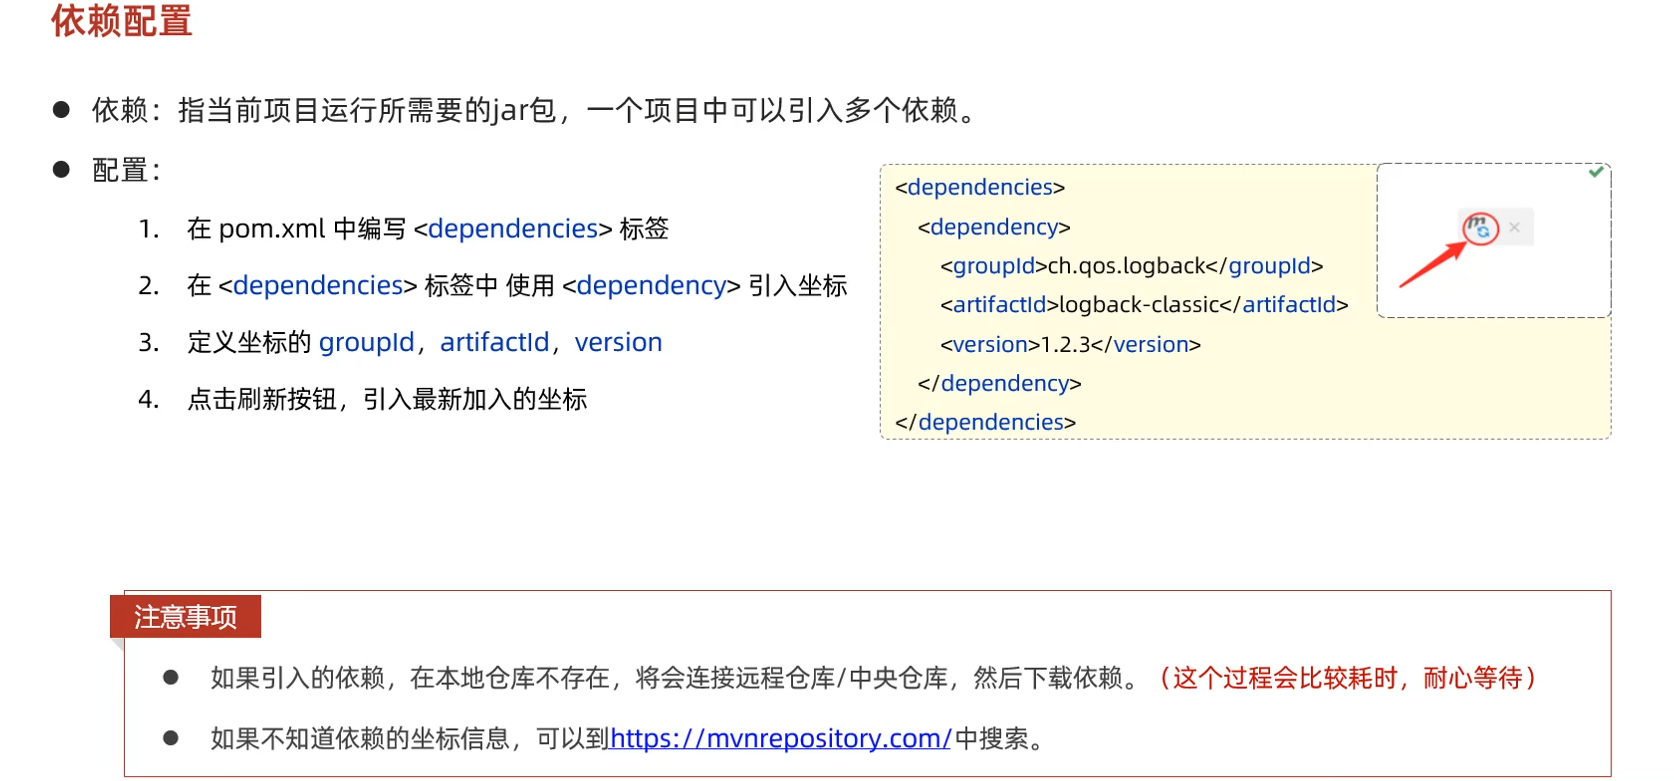 依赖配置
● 依赖：指当前项目运行所需要的jar包，一个项目中可以引入多个依赖。
● 配置：
1. 在 pom.xml 中编写 <dependencies> 标签
2. 在 <dependencies> 标签中 使用 <dependency> 引入坐标
3. 定义坐标的 groupId，artifactId，version
4. 点击刷新按钮，引入最新加入的坐标
<dependencies>
<dependency>
<groupId>ch.qos.logback</groupId>
<artifactId>logback-classic</artifactId>
<version>1.2.3</version>
</dependency>
</dependencies>
m
注意事项
● 如果引入的依赖，在本地仓库不存在，将会连接远程仓库/中央仓库，然后下载依赖。（这个过程会比较耗时，耐心等待）
● 如果不知道依赖的坐标信息，可以到https://mvnrepository.com/中搜索。